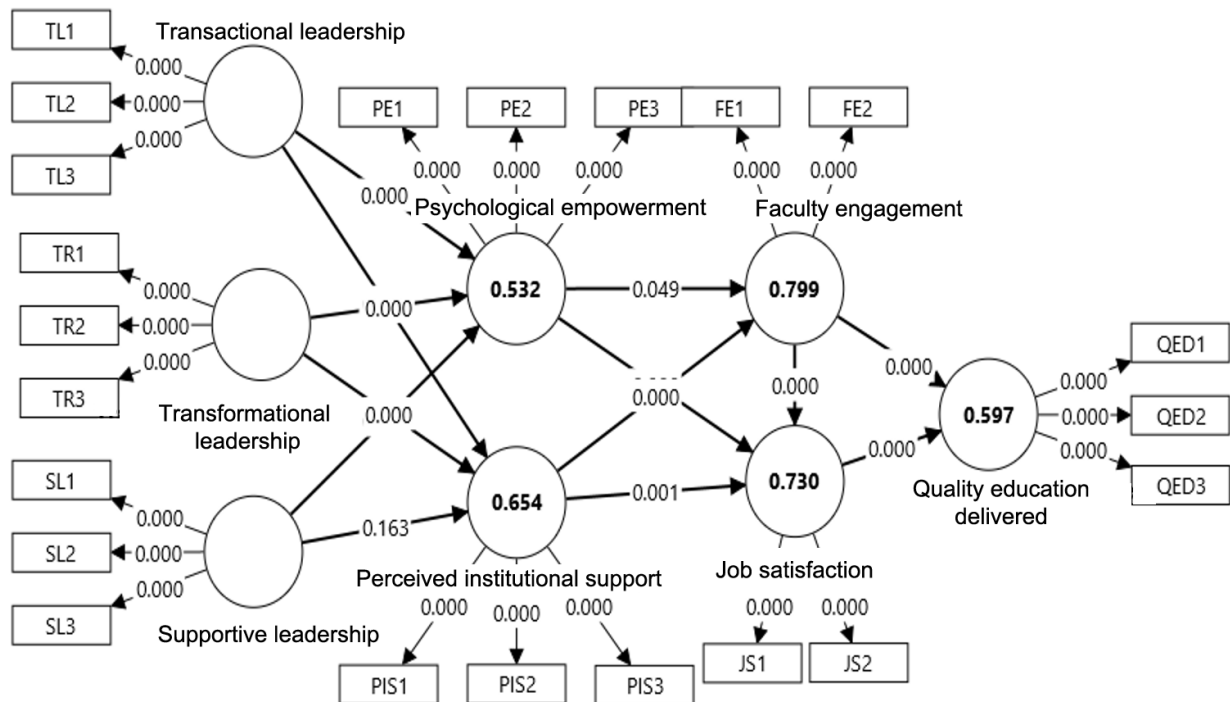 Transactional leadership
TL1
TL2
TL3
0.000
0.000
0.000
PE1
PE2
PE3
FE1
FE2
0.000
0.000
0.000
0.000
0.000
0.000
Psychological empowerment
Faculty engagement
TR1
TR2
TR3
0.000
0.000
0.000
0.000
0.532
0.049
0.799
Transformational
leadership
0.000
0.000
0.000
0.000
QED1
QED2
QED3
0.000
0.000
0.000
0.597
SL1
SL2
SL3
0.000
0.000
0.000
0.163
0.654
0.001
0.730
0.000
Quality education
delivered
Supportive leadership
Perceived institutional support
Job satisfaction
0.000
0.000
0.000
0.000
0.000
PIS1
PIS2
PIS3
JS1
JS2